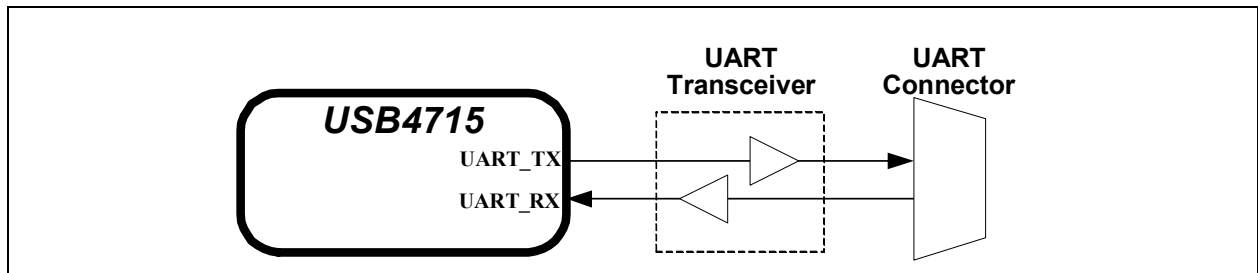 UART
Transceiver
UART
Connector
USB4715
UART_TX
UART_RX